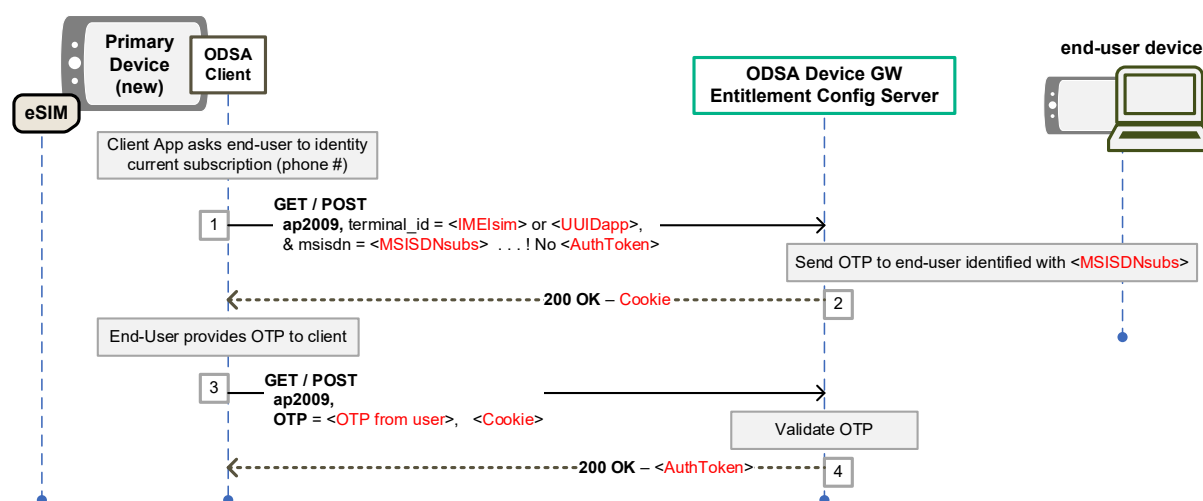 Primary
Device
(new)
ODSA
Client
eSIM
ODSA Device GW
Entitlement Config Server
end-user device
Client App asks end-user to identity
current subscription (phone #)
1
GET / POST
ap2009, terminal_id = <IMEIsim> or <UUIDapp>,
& msisdn = <MSISDNsubs> . . . ! No <AuthToken>
Send OTP to end-user identified with <MSISDNsubs>
200 OK – Cookie
2
End-User provides OTP to client
3
GET / POST
ap2009,
OTP = <OTP from user>, <Cookie>
Validate OTP
200 OK – <AuthToken>
4